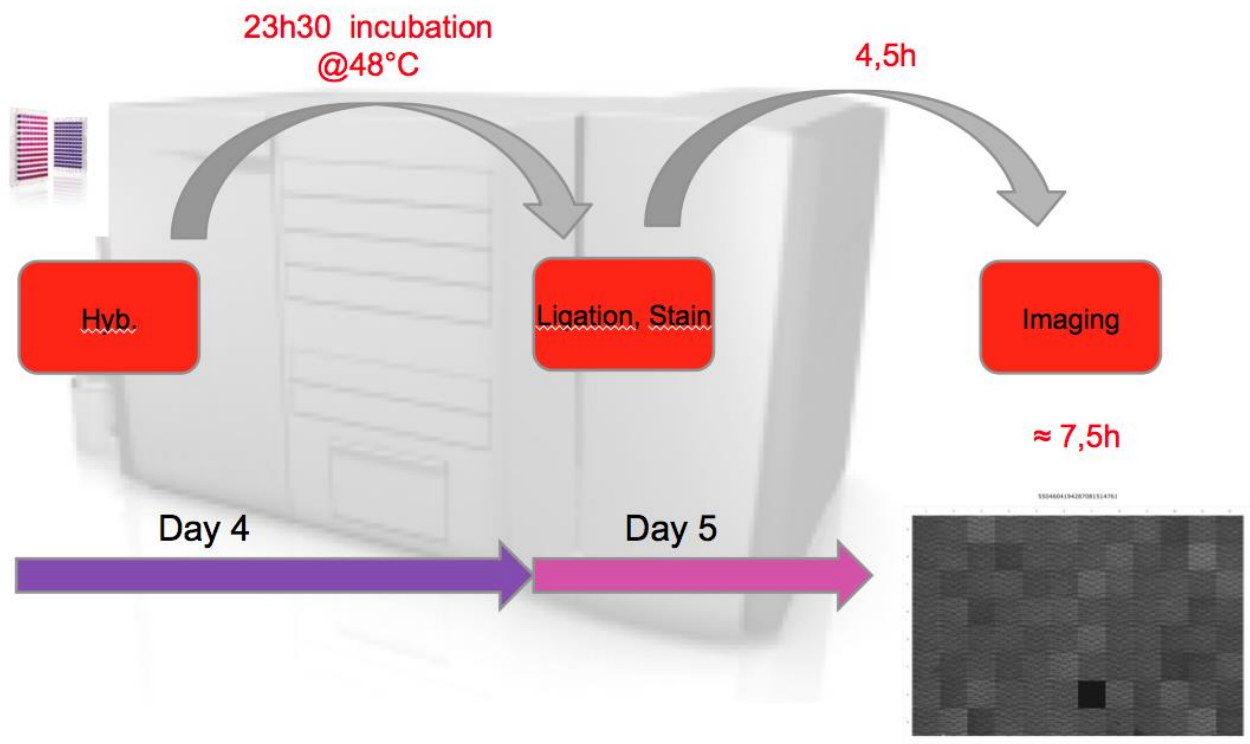 23h30 incubation
@48°C
4,5h
Hyb.
Ligation, Stain
Imaging
≈ 7,5h
Day 4
Day 5